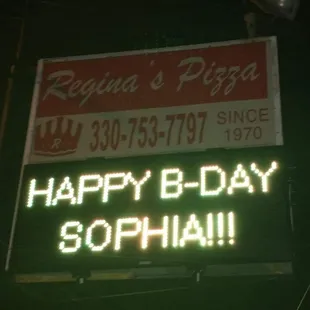 Regina's Pizza
R
330-753-7797
SINCE
1970
HAPPY B-DAY
SOPHIA!!!